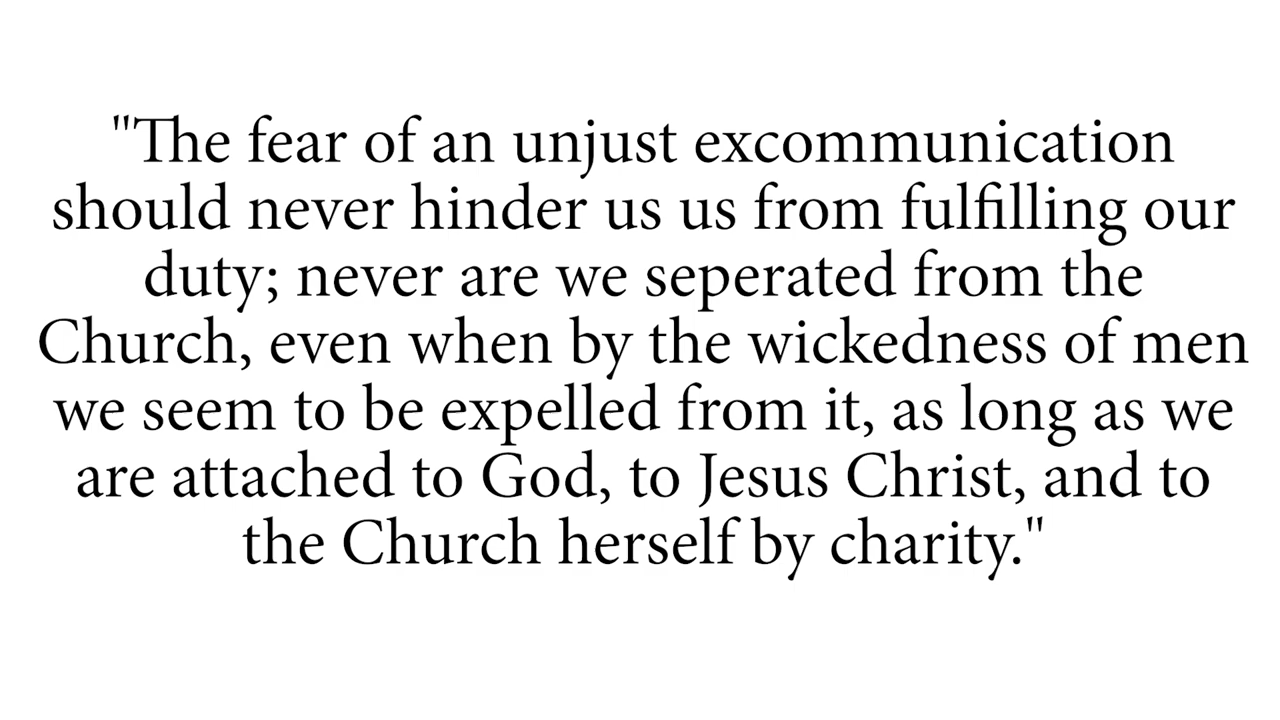 "The fear of an unjust excommunication
should never hinder us us from fulfilling our
duty; never are we seperated from the
Church, even when by the wickedness of men
we seem to be expelled from it, as long as we
are attached to God, to Jesus Christ, and to
the Church herself by charity."